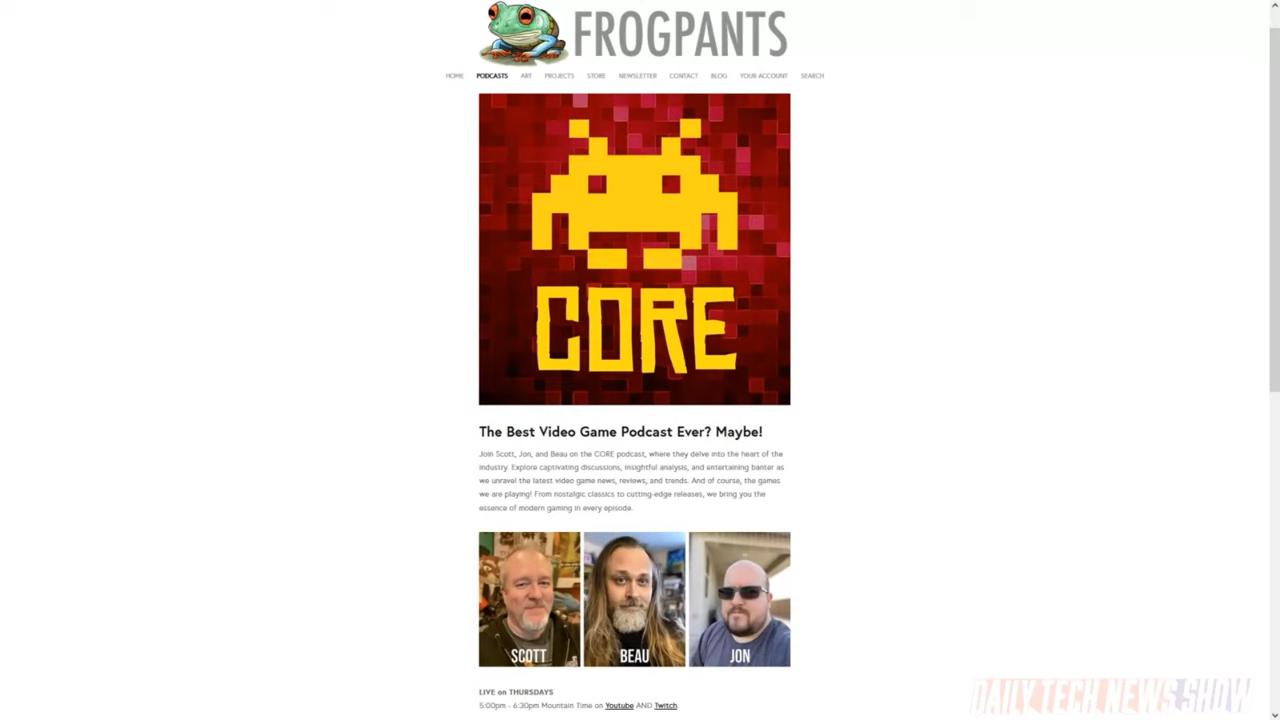 FROGPANTS
HOME PODCASTS ART PROJECTS STORE NEWSLETTER CONTACT BLOG YOUR ACCOUNT SEARCH
CORE
The Best Video Game Podcast Ever? Maybe!
Join Scott, Jon, and Beau on the CORE podcast, where they delve into the heart of the
industry. Explore captivating discussions, insightful analysis, and entertaining banter as
we unravel the latest video game news, reviews, and trends. And of course, the games
we are playing! From nostalgic classics to cutting-edge releases, we bring you the
essence of modern gaming in every episode.
SCOTT BEAU JON
LIVE on THURSDAYS
5:00pm - 6:30pm Mountain Time on Youtube AND Twitch.
DAILY TECH NEWS SHOW